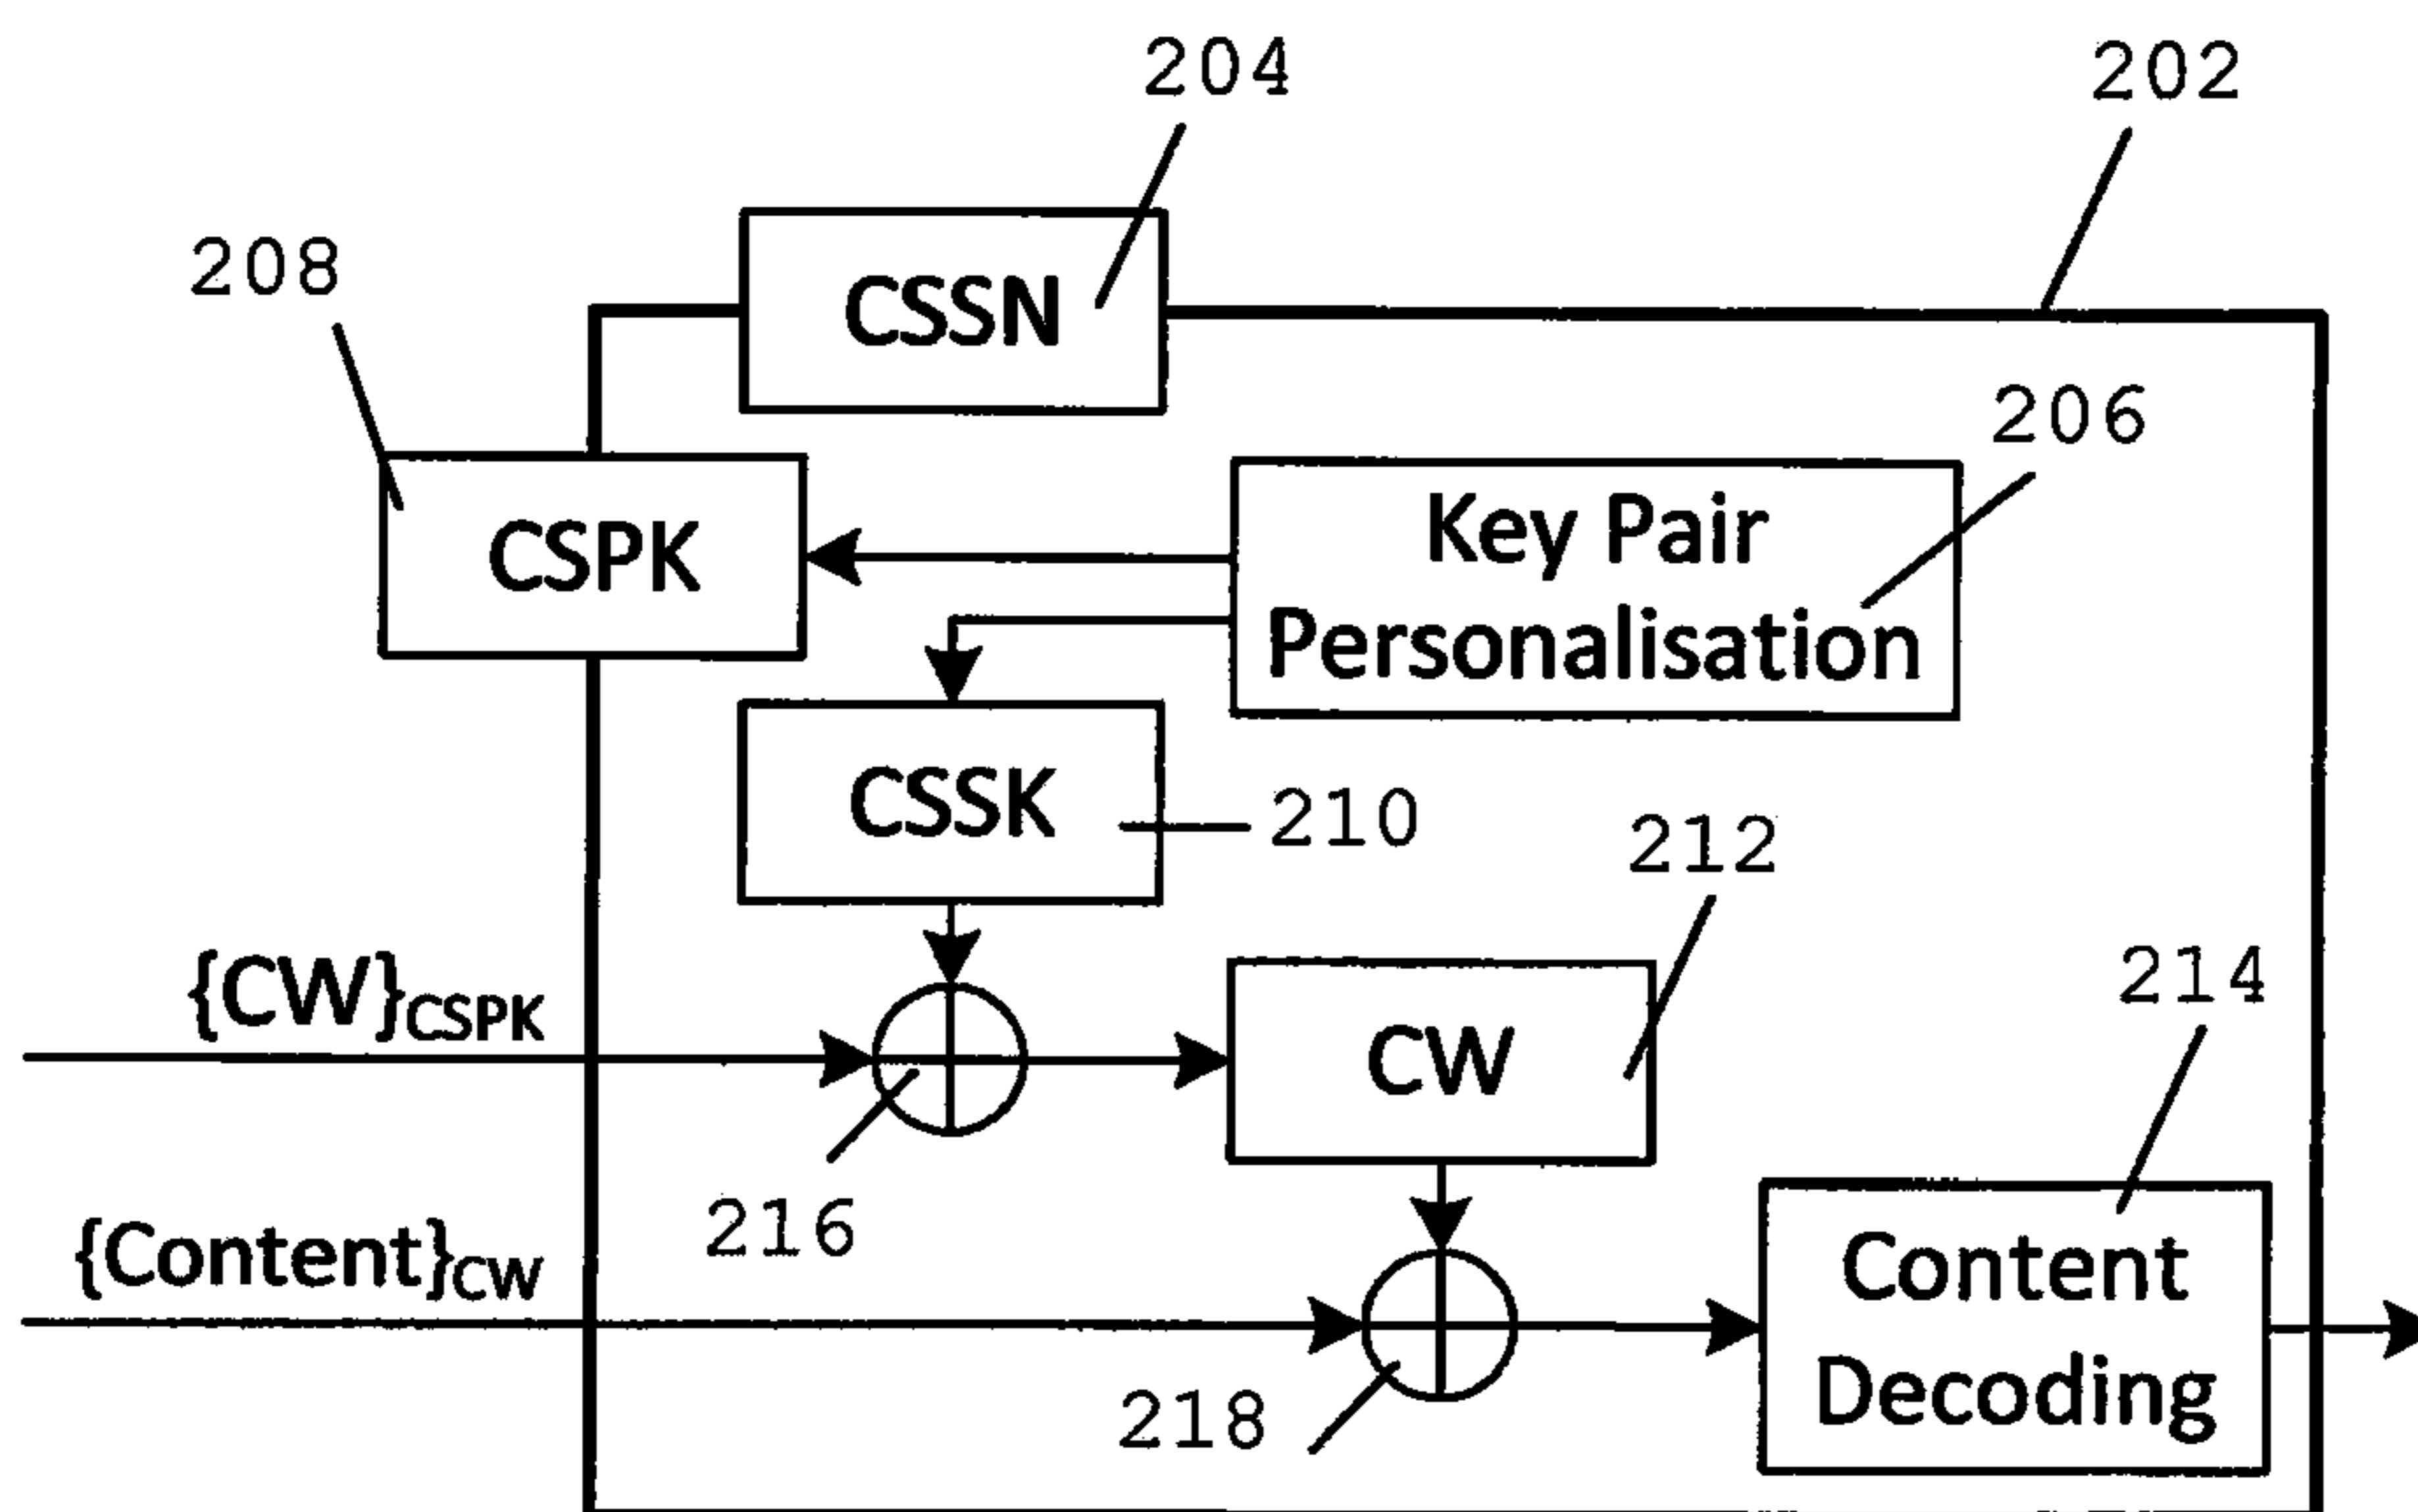 204
202
208
CSSN
206
CSPK
Key Pair
Personalisation
CSSK
210
212
{CW}CSPK
CW
214
216
{Content}CW
Content
Decoding
218